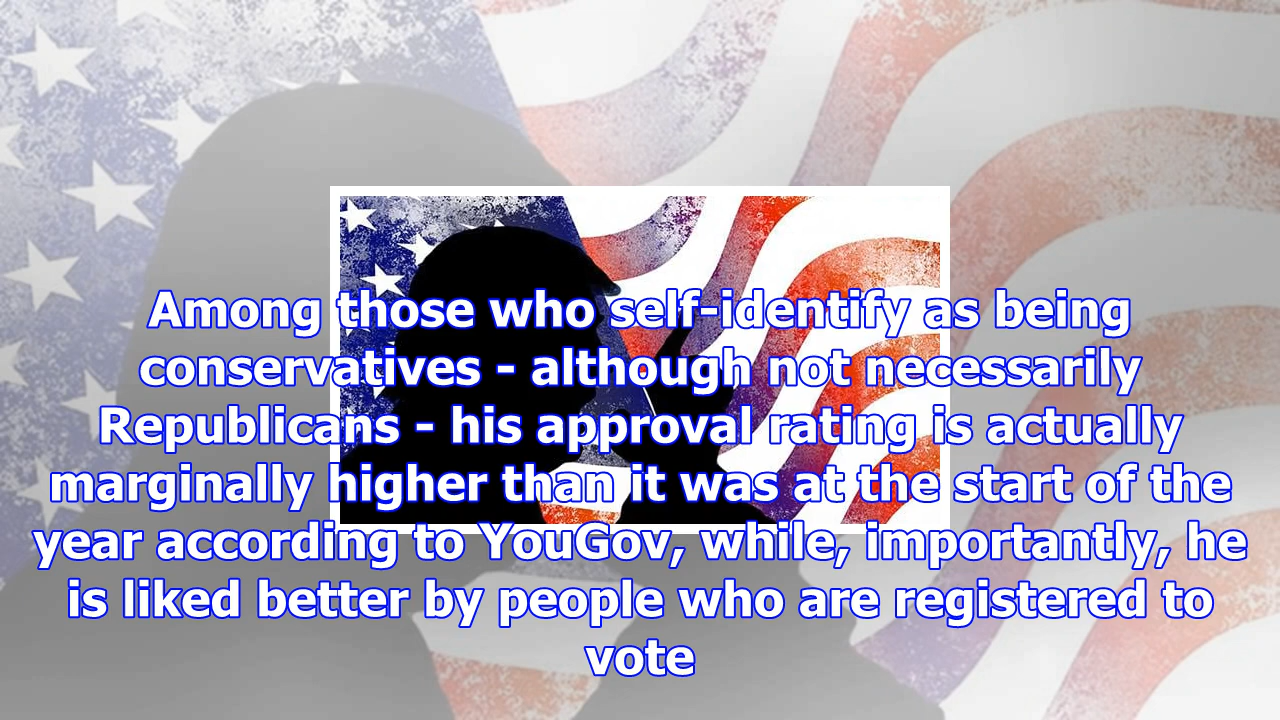 Among those who self-identify as being
conservatives - although not necessarily
Republicans - his approval rating is actually
marginally higher than it was at the start of the
year according to YouGov, while, importantly, he
is liked better by people who are registered to
vote